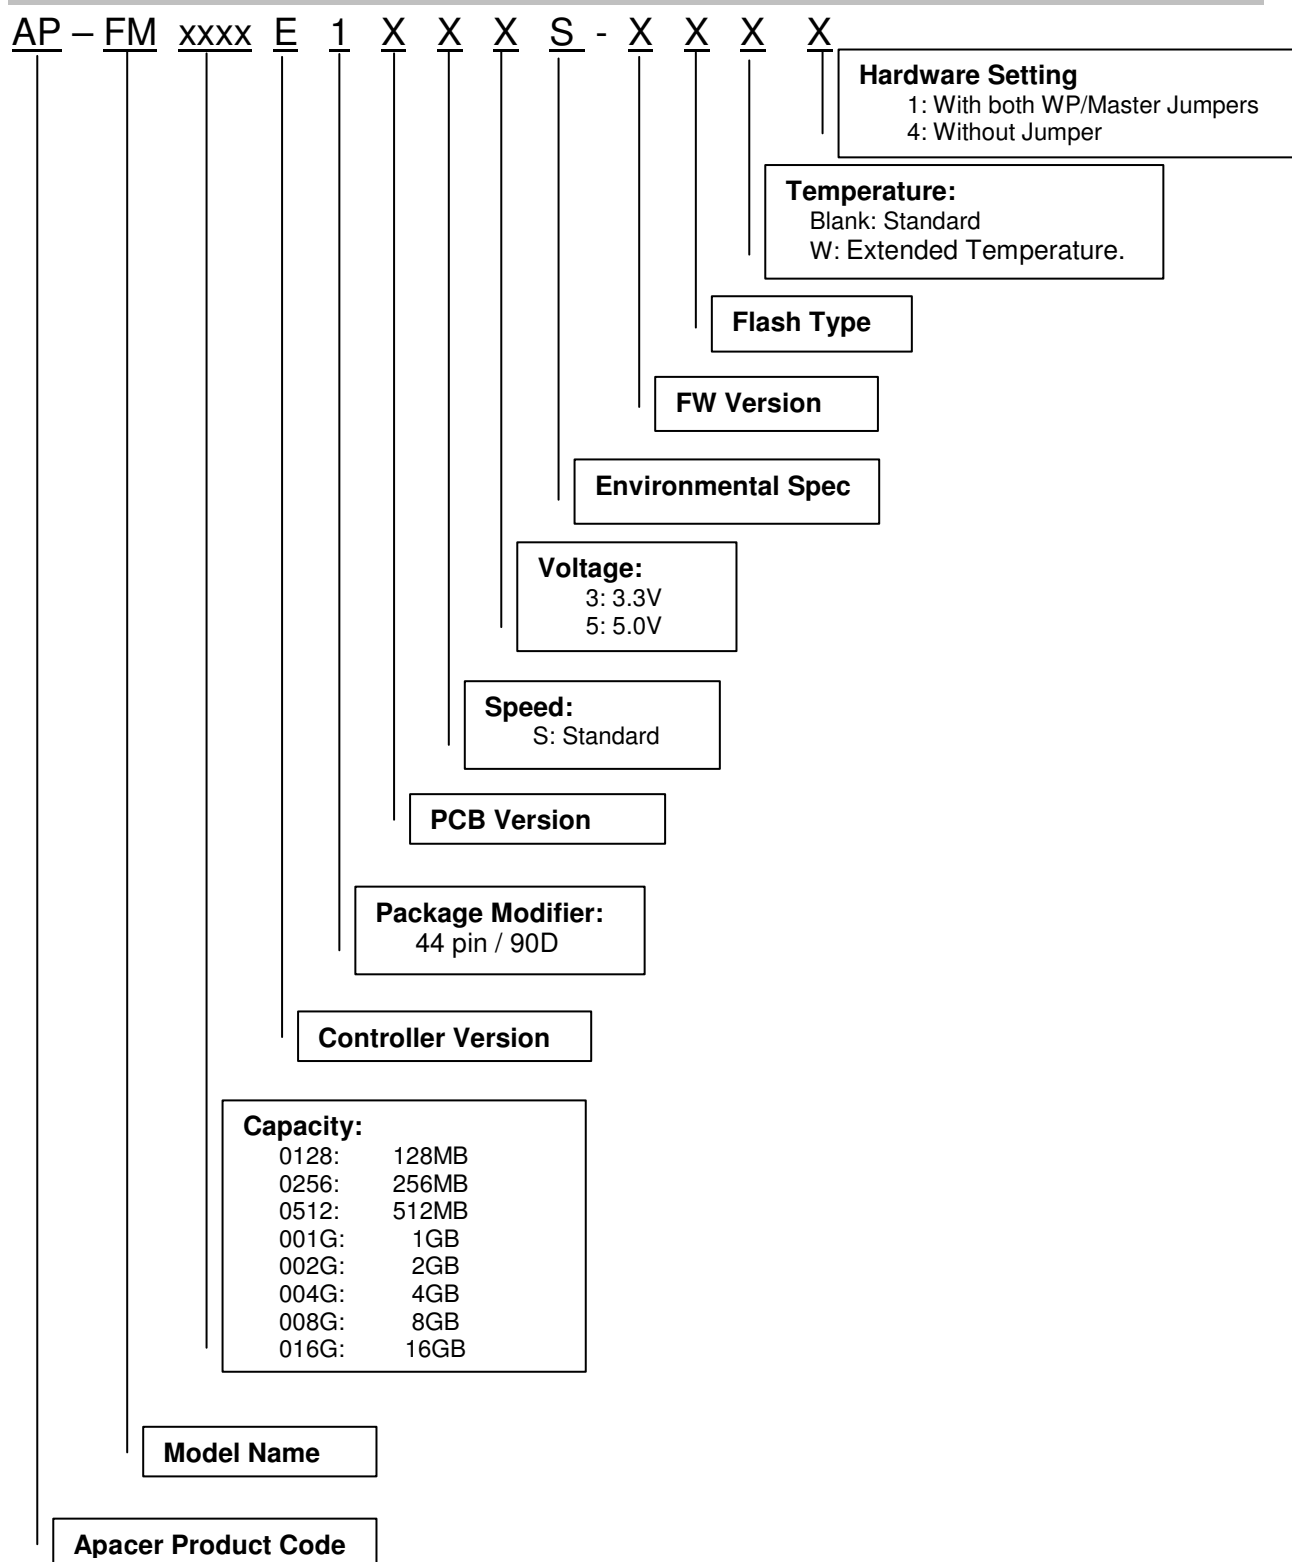 AP – FM xxxx E 1 X X X S - X X X X
Hardware Setting
1: With both WP/Master Jumpers
4: Without Jumper
Temperature:
Blank: Standard
W: Extended Temperature.
Flash Type
FW Version
Environmental Spec
Voltage:
3: 3.3V
5: 5.0V
Speed:
S: Standard
PCB Version
Package Modifier:
44 pin / 90D
Controller Version
Capacity:
0128: 128MB
0256: 256MB
0512: 512MB
001G: 1GB
002G: 2GB
004G: 4GB
008G: 8GB
016G: 16GB
Model Name
Apacer Product Code